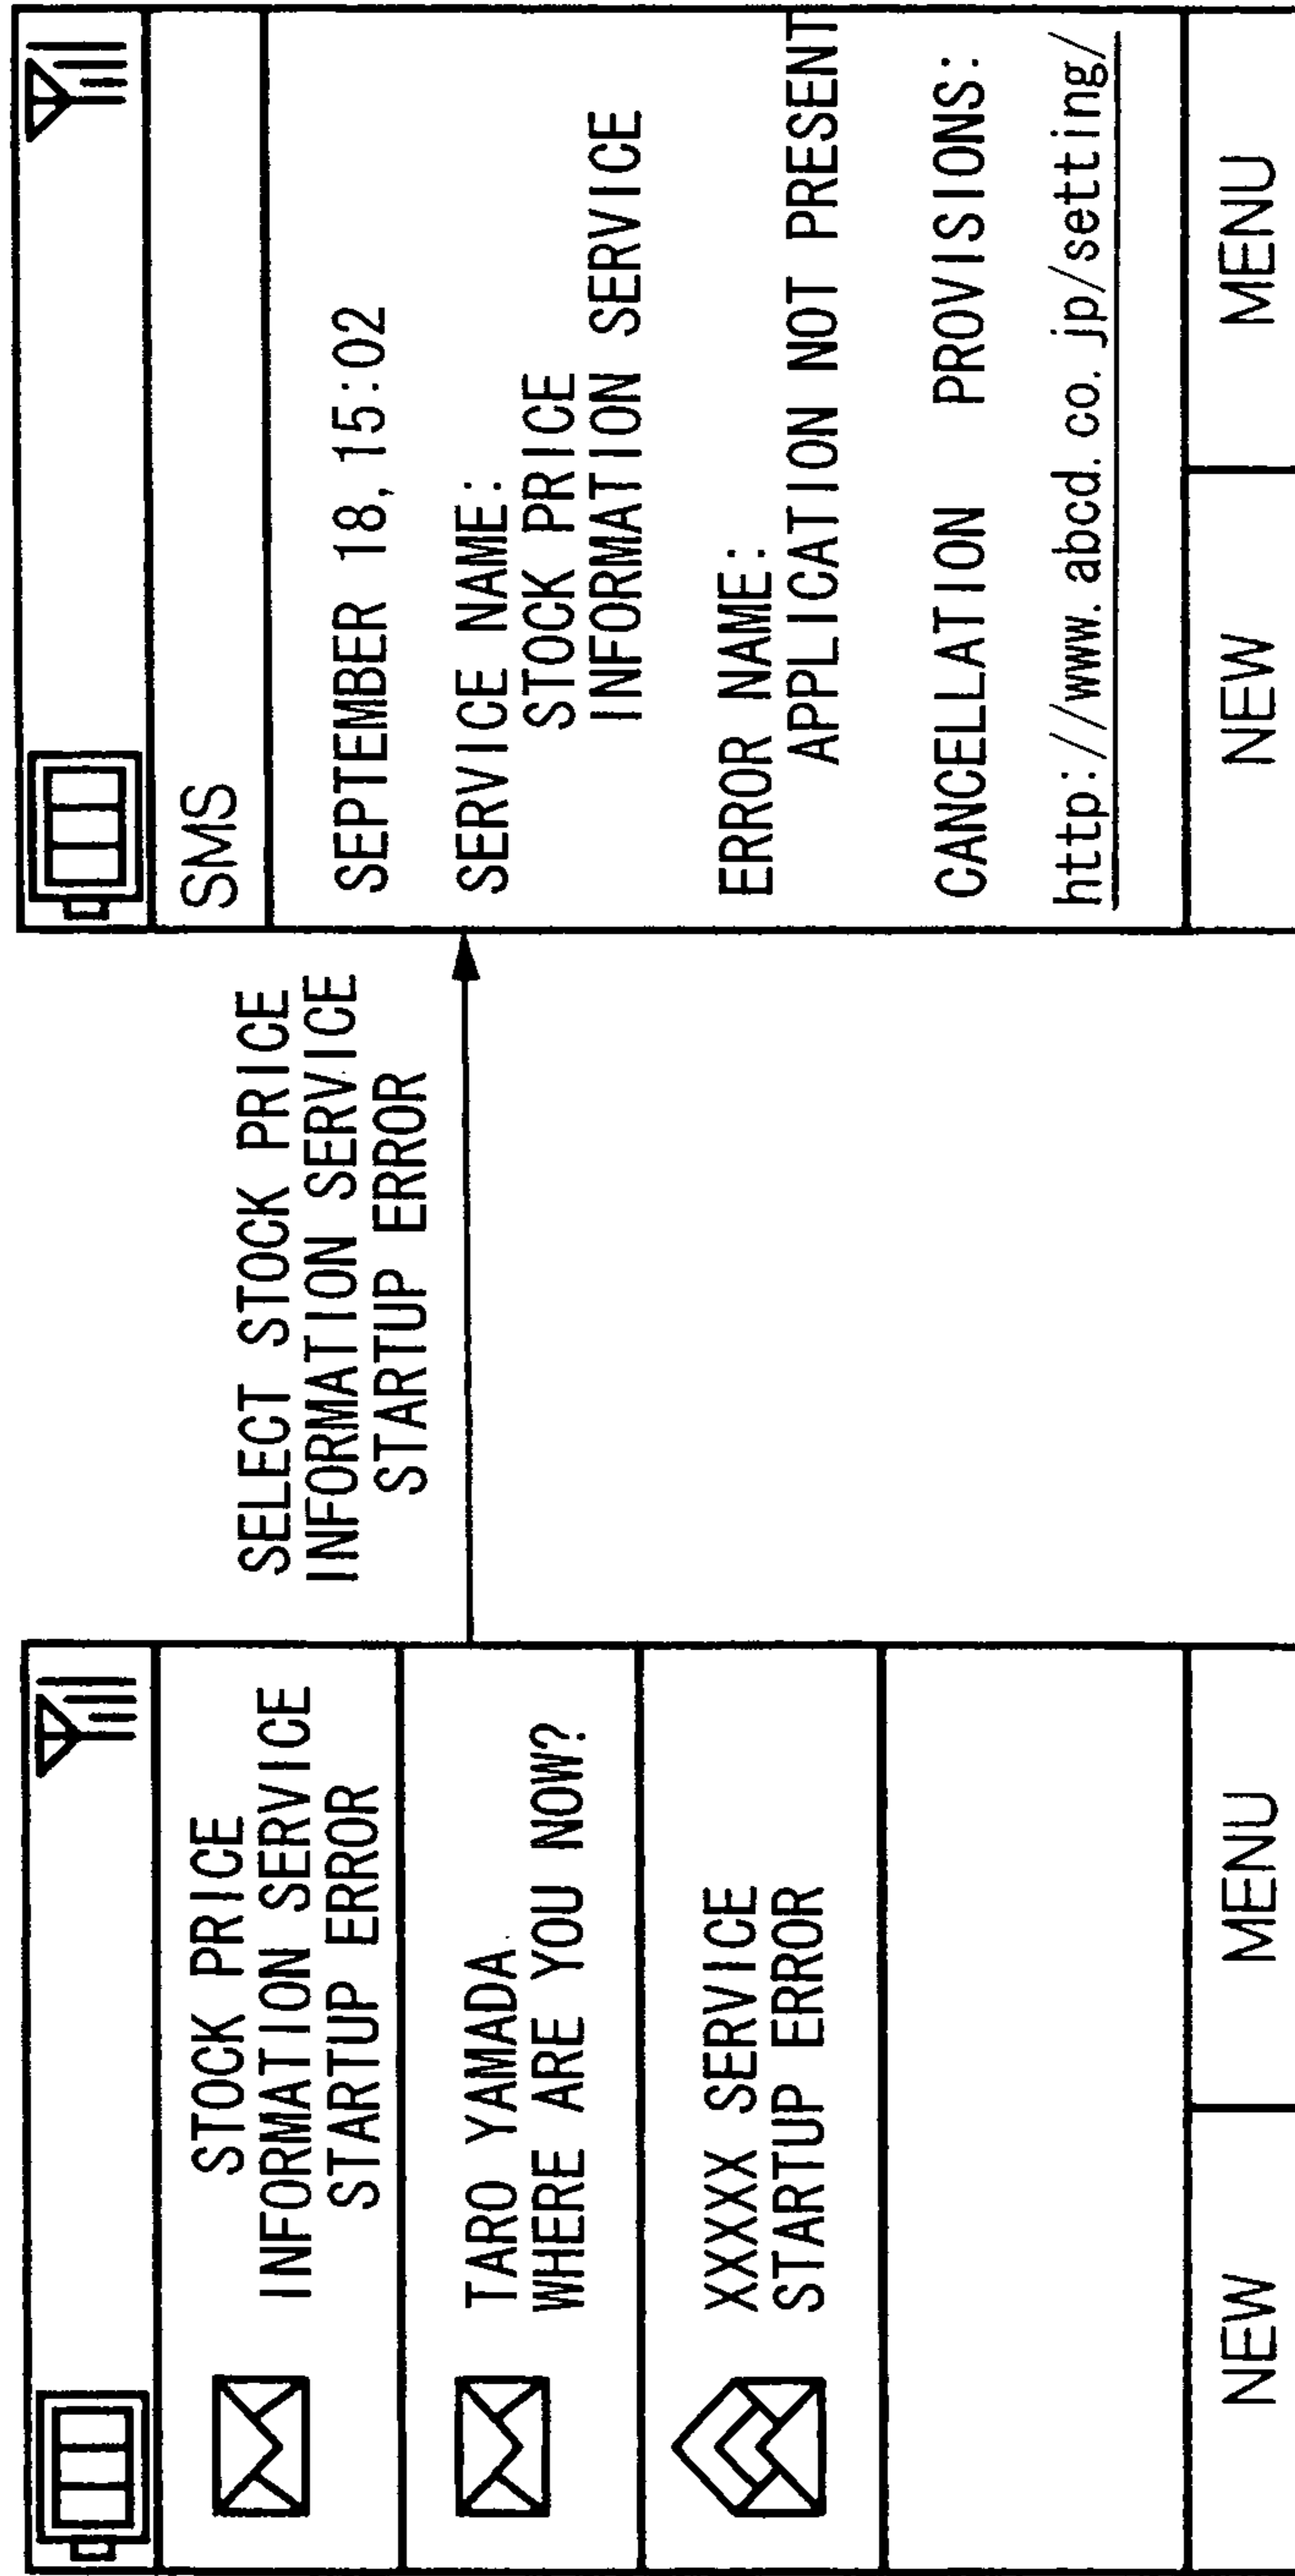 STOCK PRICE
INFORMATION SERVICE
STARTUP ERROR
TARO YAMADA
WHERE ARE YOU NOW?
XXXXX SERVICE
STARTUP ERROR
NEW
MENU
SELECT STOCK PRICE
INFORMATION SERVICE
STARTUP ERROR
SMS
SEPTEMBER 18, 15:02
SERVICE NAME:
STOCK PRICE
INFORMATION SERVICE
ERROR NAME:
APPLICATION NOT PRESENT
CANCELLATION PROVISIONS:
http://www.abcd.co.jp/setting/
NEW
MENU